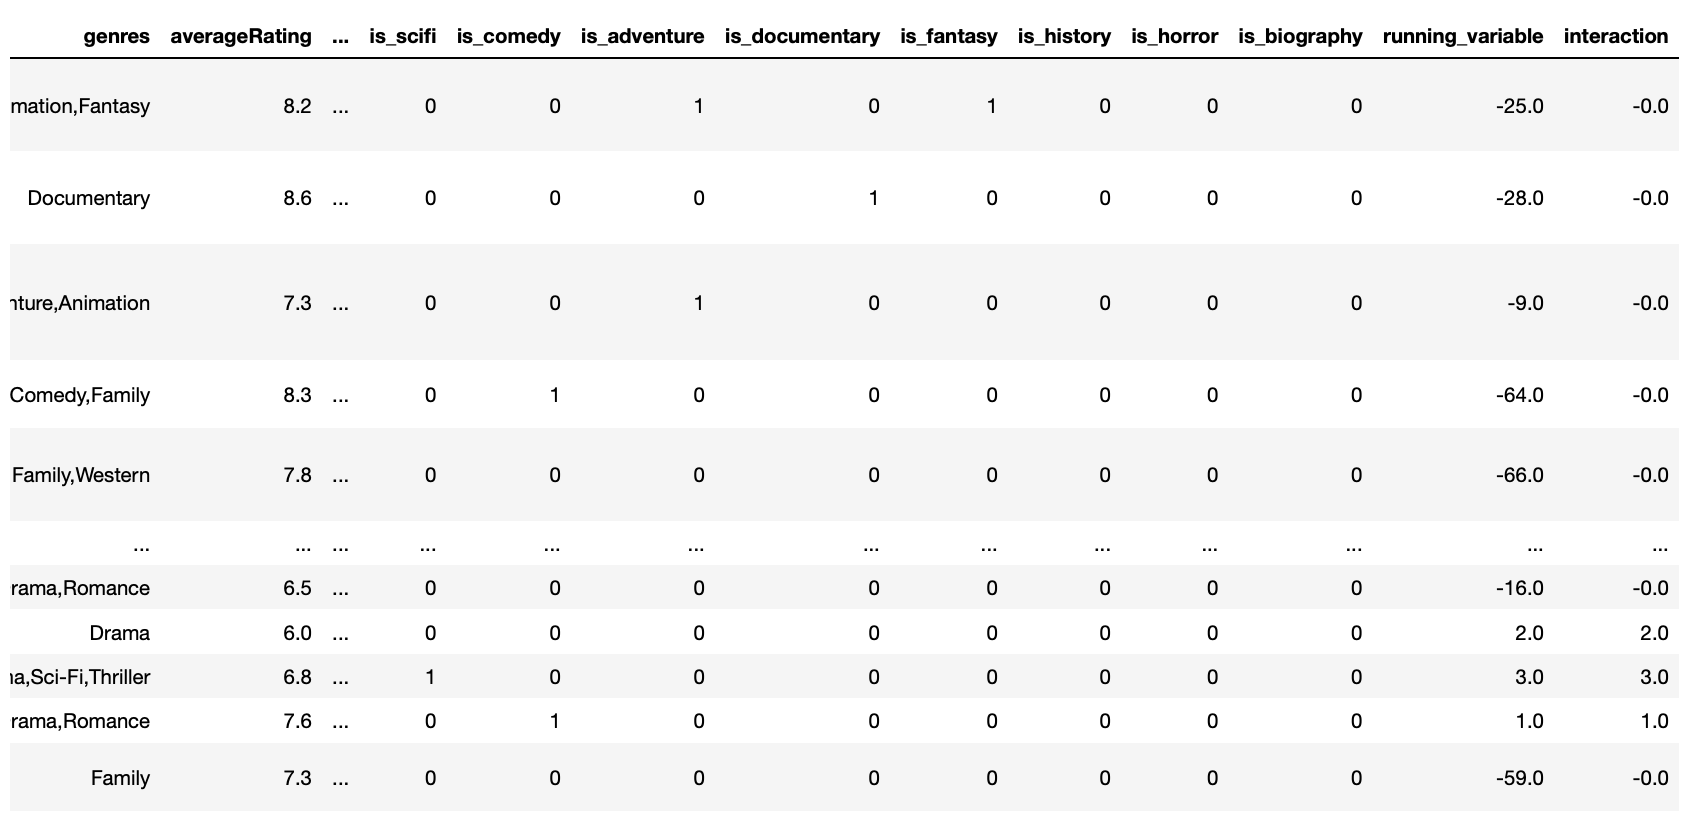 genres averageRating ... is_scifi is_comedy is_adventure is_documentary is_fantasy is_history is_horror is_biography running_variable interaction
mation,Fantasy 8.2 ... 0 0 1 0 1 0 0 0 -25.0 -0.0
Documentary 8.6 ... 0 0 0 1 0 0 0 0 -28.0 -0.0
nture,Animation 7.3 ... 0 0 1 0 0 0 0 0 -9.0 -0.0
Comedy,Family 8.3 ... 0 1 0 0 0 0 0 0 -64.0 -0.0
Family,Western 7.8 ... 0 0 0 0 0 0 0 0 -66.0 -0.0
... ... ... ... ... ... ... ... ... ... ... ... ...
rama,Romance 6.5 ... 0 0 0 0 0 0 0 0 -16.0 -0.0
Drama 6.0 ... 0 0 0 0 0 0 0 0 2.0 2.0
na,Sci-Fi,Thriller 6.8 ... 1 0 0 0 0 0 0 0 3.0 3.0
rama,Romance 7.6 ... 0 1 0 0 0 0 0 0 1.0 1.0
Family 7.3 ... 0 0 0 0 0 0 0 0 -59.0 -0.0